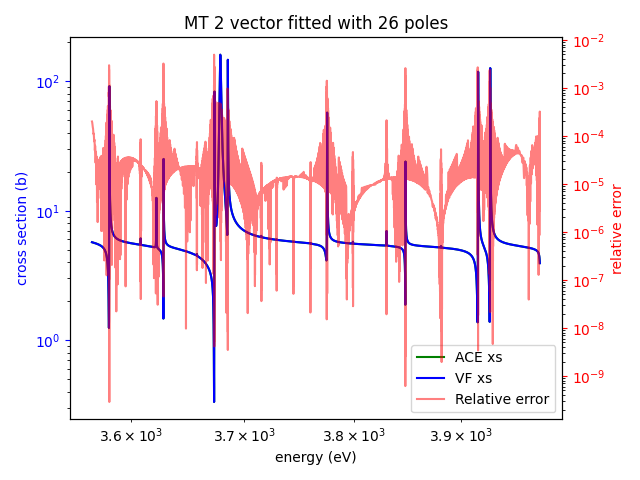 MT 2 vector fitted with 26 poles
cross section (b)
10²
10¹
10⁰
10⁻²
10⁻³
10⁻⁴
10⁻⁵
10⁻⁶
10⁻⁷
10⁻⁸
10⁻⁹
relative error
ACE xs
VF xs
Relative error
3.6 × 10³ 3.7 × 10³ 3.8 × 10³ 3.9 × 10³
energy (eV)